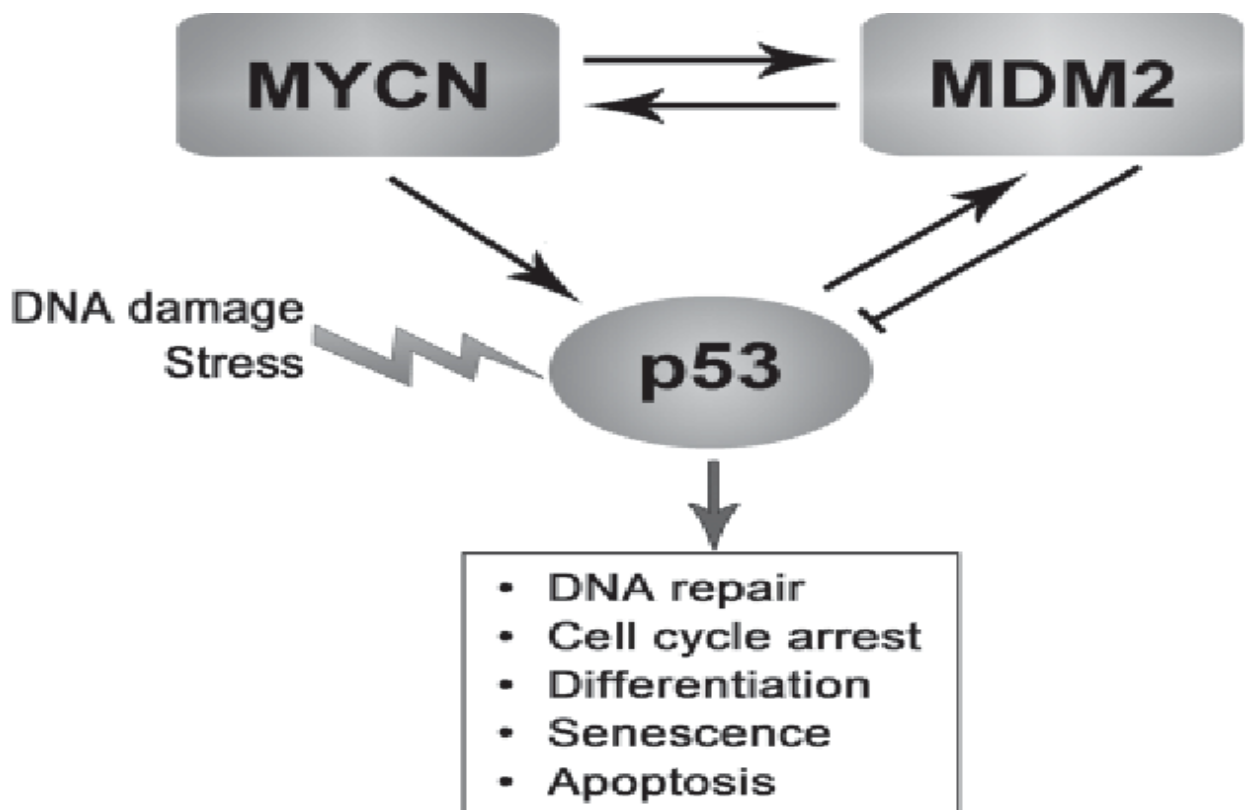 MYCN
MDM2
DNA damage
Stress
p53
• DNA repair
• Cell cycle arrest
• Differentiation
• Senescence
• Apoptosis